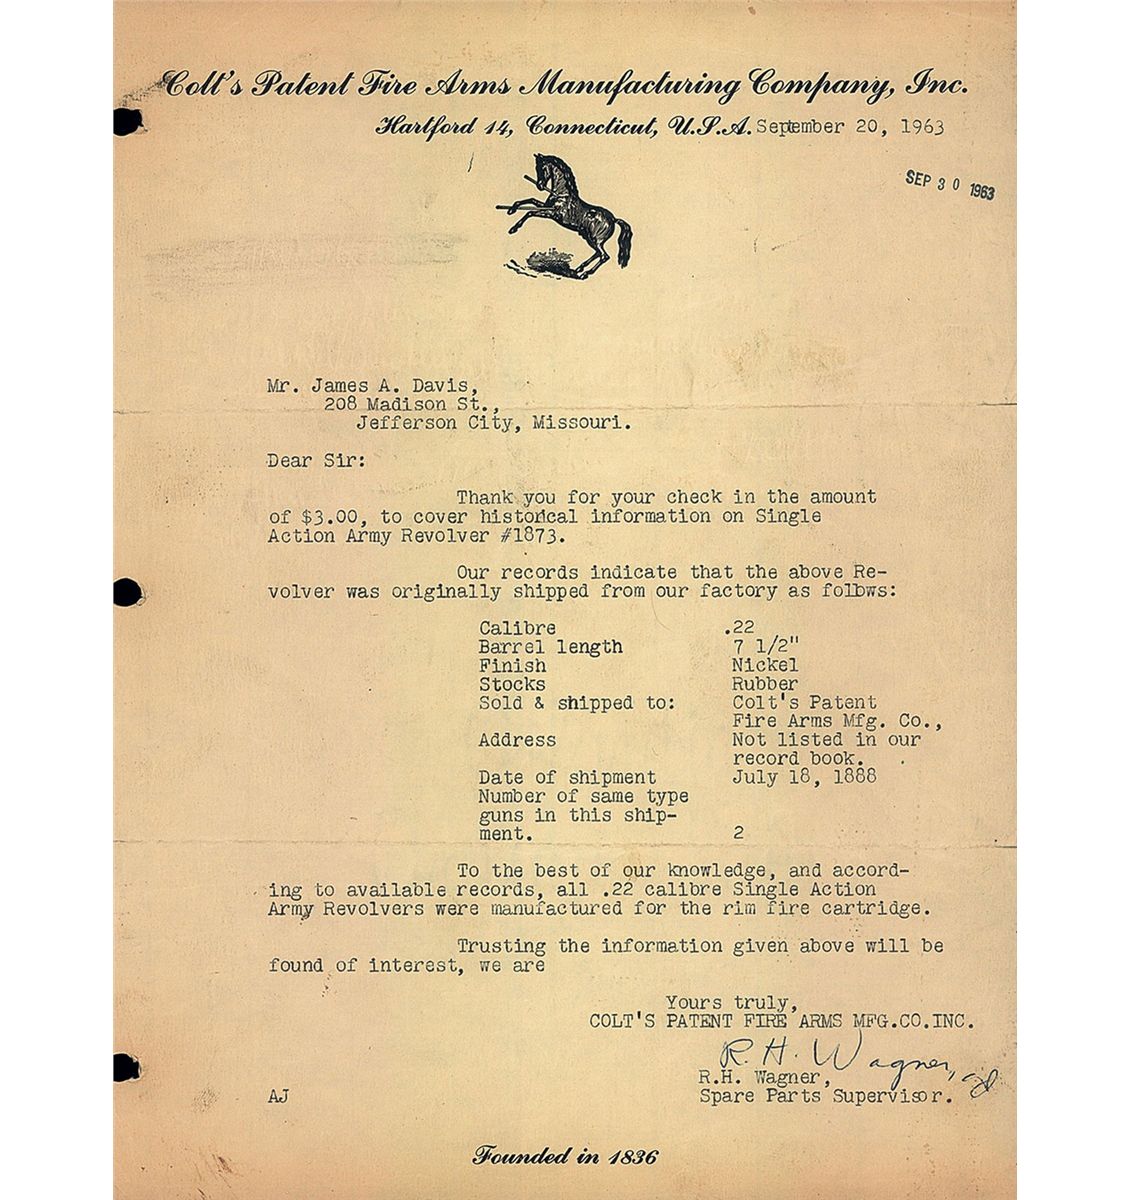 Colt's Patent Fire Arms Manufacturing Company, Inc.
Hartford 14, Connecticut, U.S.A. September 20, 1963
SEP 30 1963
Mr. James A. Davis,
208 Madison St.,
Jefferson City, Missouri.
Dear Sir:
Thank you for your check in the amount
of $3.00, to cover historical information on Single
Action Army Revolver #1873.
Our records indicate that the above Re-
volver was originally shipped from our factory as follows:
Calibre .22
Barrel length 7 1/2"
Finish Nickel
Stocks Rubber
Sold & shipped to: Colt's Patent
Fire Arms Mfg. Co.,
Address Not listed in our
record book.
Date of shipment July 18, 1888
Number of same type
guns in this ship-
ment. 2
To the best of our knowledge, and accord-
ing to available records, all .22 calibre Single Action
Army Revolvers were manufactured for the rim fire cartridge.
Trusting the information given above will be
found of interest, we are
Yours truly,
COLT'S PATENT FIRE ARMS MFG.CO.INC.
R. H. Wagner,
R.H. Wagner,
AJ Spare Parts Supervisor.
Founded in 1836